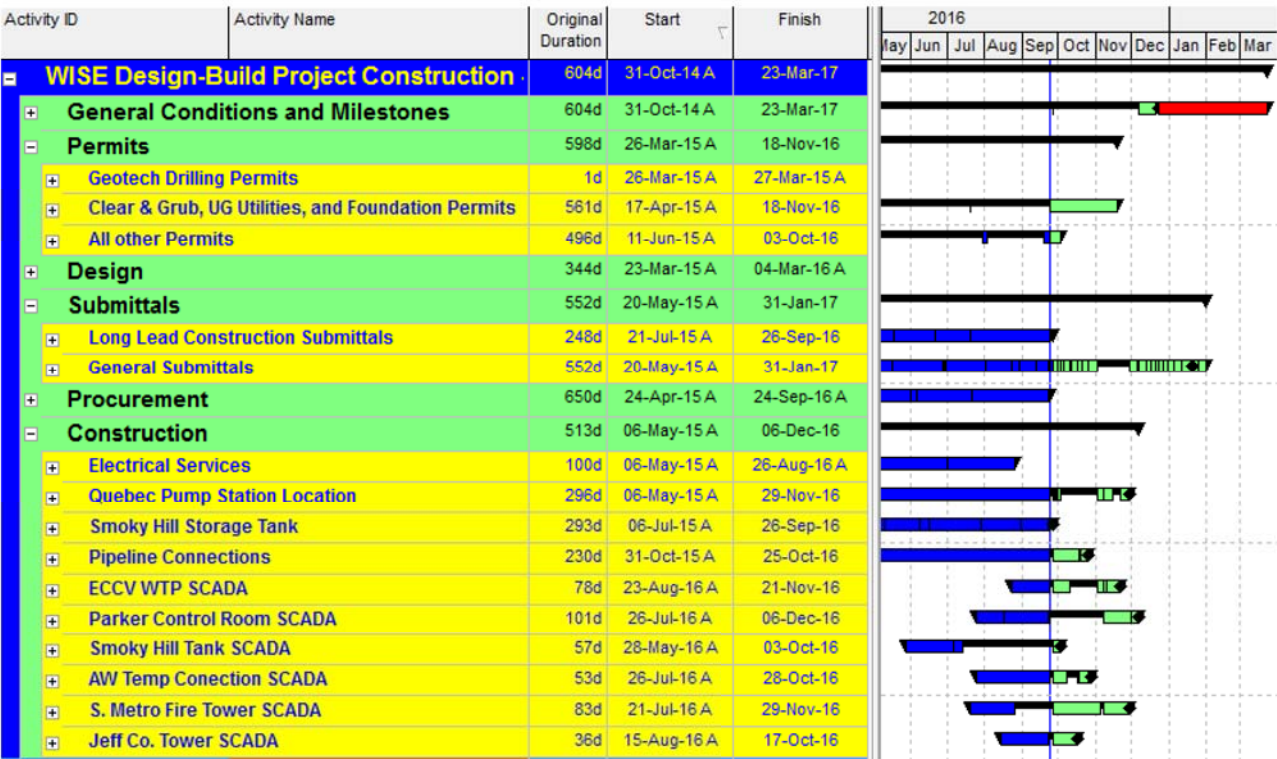 Activity ID Activity Name Original Duration Start Finish 2016
May Jun Jul Aug Sep Oct Nov Dec Jan Feb Mar
WISE Design-Build Project Construction - 604d 31-Oct-14 A 23-Mar-17
General Conditions and Milestones 604d 31-Oct-14 A 23-Mar-17
Permits 598d 26-Mar-15 A 18-Nov-16
Geotech Drilling Permits 1d 26-Mar-15 A 27-Mar-15 A
Clear & Grub, UG Utilities, and Foundation Permits 561d 17-Apr-15 A 18-Nov-16
All other Permits 496d 11-Jun-15 A 03-Oct-16
Design 344d 23-Mar-15 A 04-Mar-16 A
Submittals 552d 20-May-15 A 31-Jan-17
Long Lead Construction Submittals 248d 21-Jul-15 A 26-Sep-16
General Submittals 552d 20-May-15 A 31-Jan-17
Procurement 650d 24-Apr-15 A 24-Sep-16 A
Construction 513d 06-May-15 A 06-Dec-16
Electrical Services 100d 06-May-15 A 26-Aug-16 A
Quebec Pump Station Location 296d 06-May-15 A 29-Nov-16
Smoky Hill Storage Tank 293d 06-Jul-15 A 26-Sep-16
Pipeline Connections 230d 31-Oct-15 A 25-Oct-16
ECCV WTP SCADA 78d 23-Aug-16 A 21-Nov-16
Parker Control Room SCADA 101d 26-Jul-16 A 06-Dec-16
Smoky Hill Tank SCADA 57d 28-May-16 A 03-Oct-16
AW Temp Conection SCADA 53d 26-Jul-16 A 28-Oct-16
S. Metro Fire Tower SCADA 83d 21-Jul-16 A 29-Nov-16
Jeff Co. Tower SCADA 36d 15-Aug-16 A 17-Oct-16